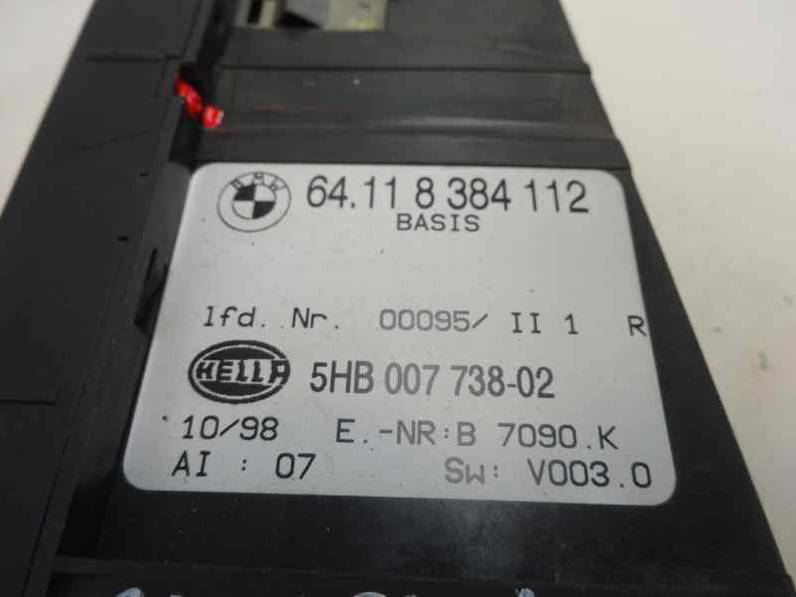 BMW 64.11 8 384 112
BASIS
lfd. Nr. 00095/ II 1 R
HELLA 5HB 007 738-02
10/98 E.-NR:B 7090.K
AI : 07 Sw: V003.0